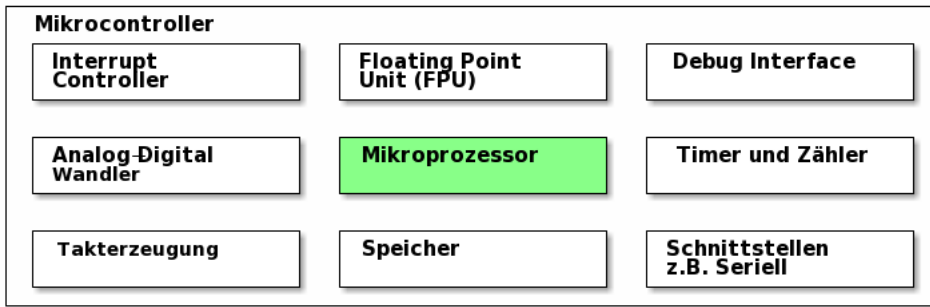 Mikrocontroller
Interrupt
Controller
Floating Point
Unit (FPU)
Debug Interface
Analog-Digital
Wandler
Mikroprozessor
Timer und Zähler
Takterzeugung
Speicher
Schnittstellen
z.B. Seriell